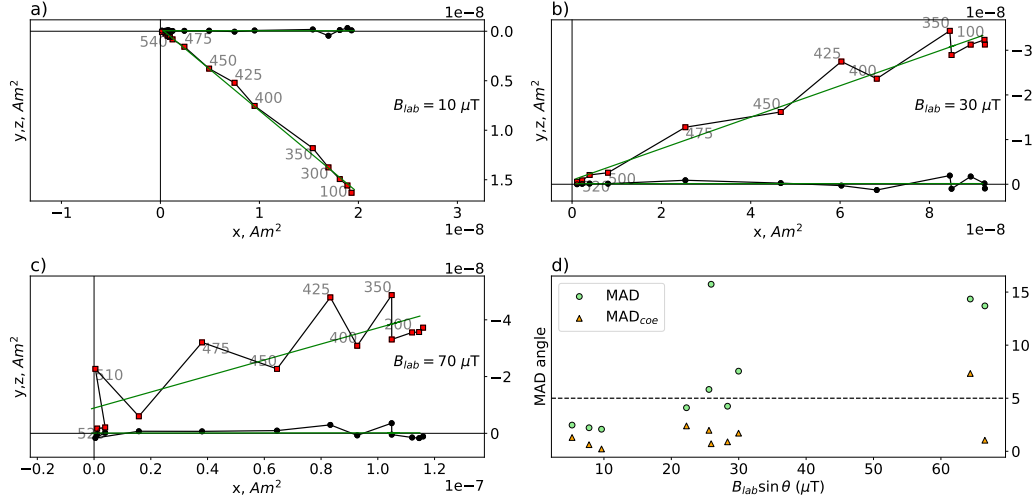 a)
1e−8
0.0
0.5
1.0
1.5
y,z, Am²
540
475
450
425
400
350
300
100
B_lab = 10 μT
−1
0
1
2
3
x, Am²
1e−8
b)
1e−8
−3
−2
−1
0
y,z, Am²
350
100
425
400
450
475
500
520
B_lab = 30 μT
0
2
4
6
8
x, Am²
1e−8
c)
1e−8
−4
−2
0
y,z, Am²
425
350
200
400
475
450
510
B_lab = 70 μT
−0.2
0.0
0.2
0.4
0.6
0.8
1.0
1.2
x, Am²
1e−7
d)
MAD
MAD_coe
15
10
5
0
MAD angle
10
20
30
40
50
60
B_lab sin θ (μT)